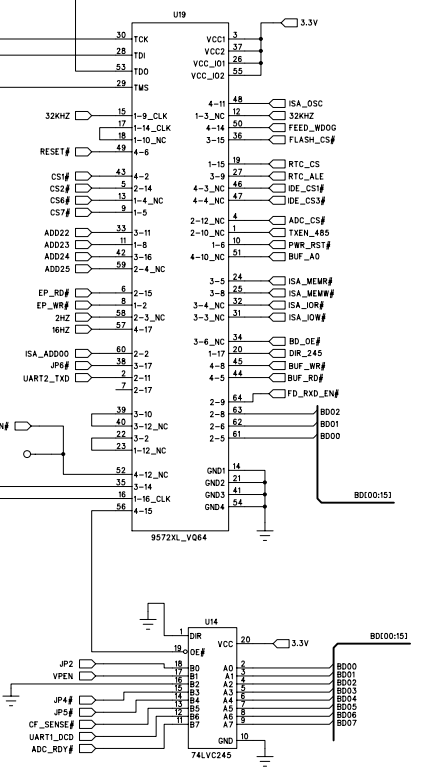 U19
30 TCK VCC1 3 3.3V
28 TDI VCC2 37
53 TDO VCC_IO1 26
29 TMS VCC_IO2 55
4-11 48 ISA_OSC
32KHZ 15 1-9_CLK 1-3_NC 12 32KHZ
17 1-14_CLK 4-14 50 FEED_WDOG
18 1-10_NC 3-15 36 FLASH_CS#
RESET# 49 4-6
1-15 19 RTC_CS
CS1# 43 4-2 3-9 27 RTC_ALE
CS2# 5 2-14 4-3_NC 46 IDE_CS1#
CS6# 13 1-4_NC 4-4_NC 47 IDE_CS3#
CS7# 9 1-5
2-12_NC 4 ADC_CS#
ADD22 33 3-11 2-10_NC 1 TXEN_485
ADD23 11 1-8 1-6 10 PWR_RST#
ADD24 42 3-16 4-10_NC 51 BUF_A0
ADD25 59 2-4_NC
3-5 24 ISA_MEMR#
EP_RD# 6 2-15 3-8 25 ISA_MEMW#
EP_WR# 8 1-2 3-4_NC 32 ISA_IOR#
2HZ 58 2-3_NC 3-3_NC 31 ISA_IOW#
16HZ 57 4-17
3-6_NC 34 BD_OE#
ISA_ADD00 60 2-2 1-17 20 DIR_245
JP6# 38 3-17 4-8 45 BUF_WR#
UART2_TXD 2 2-11 4-5 44 BUF_RD#
7 2-17
2-9 64 FD_RXD_EN#
39 3-10 2-8 63 BD02
40 3-12_NC 2-6 62 BD01
22 3-2 2-5 61 BD00
23 1-12_NC
N#
52 4-12_NC GND1 14
35 3-14 GND2 21
16 1-16_CLK GND3 41
56 4-15 GND4 54
BD[00:15]
9572XL_VQ64
U14
1 DIR
VCC 20 3.3V
BD[00:15]
19 OE#
JP2 18 B0 A0 2 BD00
VPEN 17 B1 A1 3 BD01
16 B2 A2 4 BD02
JP4# 15 B3 A3 5 BD03
JP5# 14 B4 A4 6 BD04
CF_SENSE# 13 B5 A5 7 BD05
UART1_DCD 12 B6 A6 8 BD06
ADC_RDY# 11 B7 A7 9 BD07
GND 10
74LVC245